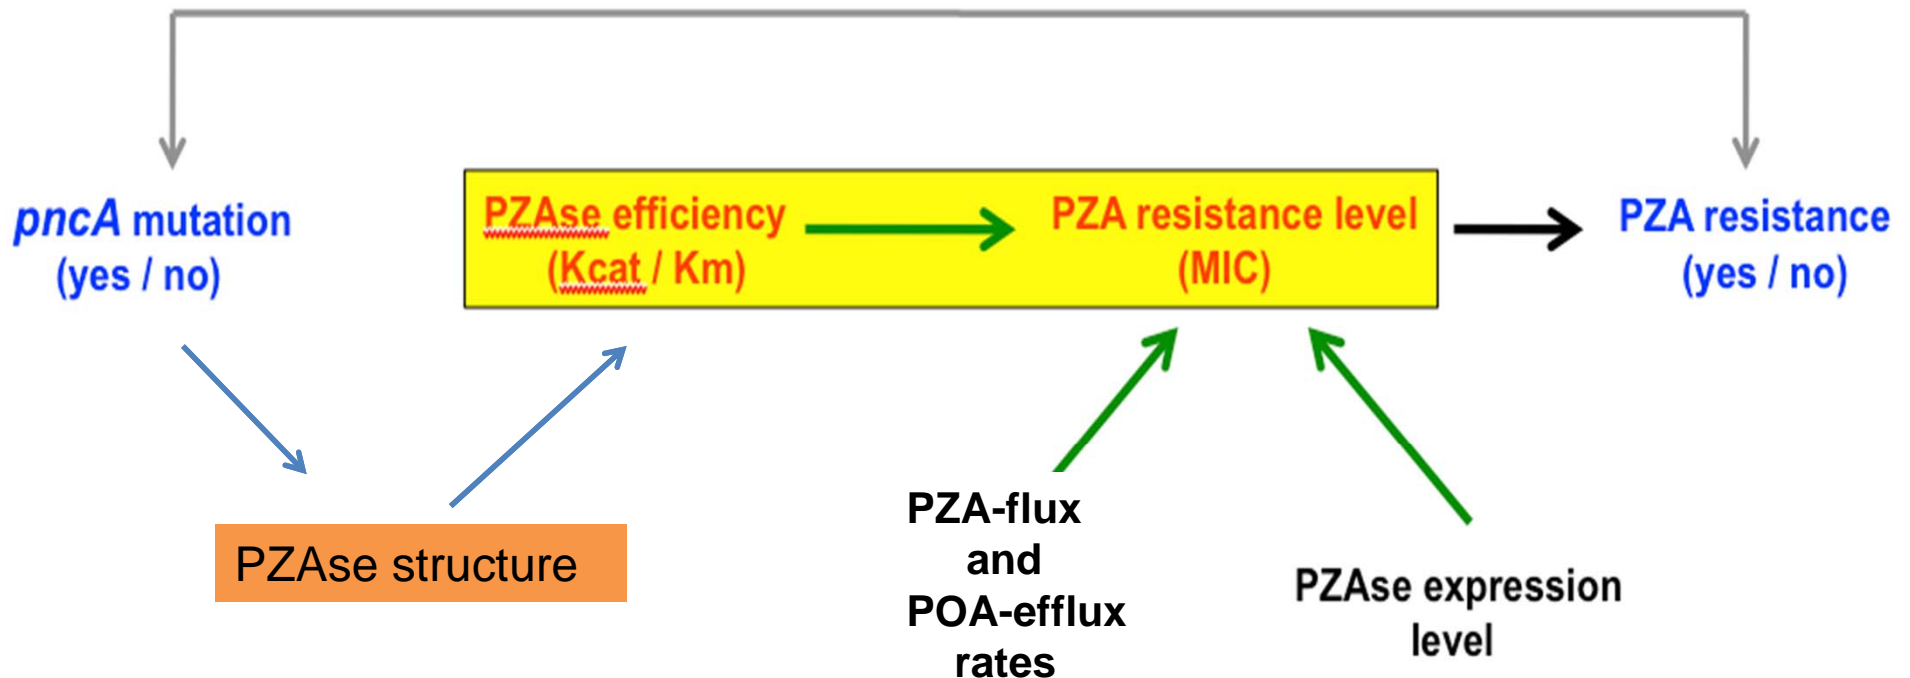 pncA mutation
(yes / no)
PZAse efficiency
(Kcat / Km)
PZA resistance level
(MIC)
PZA resistance
(yes / no)
PZAse structure
PZA-flux
and
POA-efflux
rates
PZAse expression
level